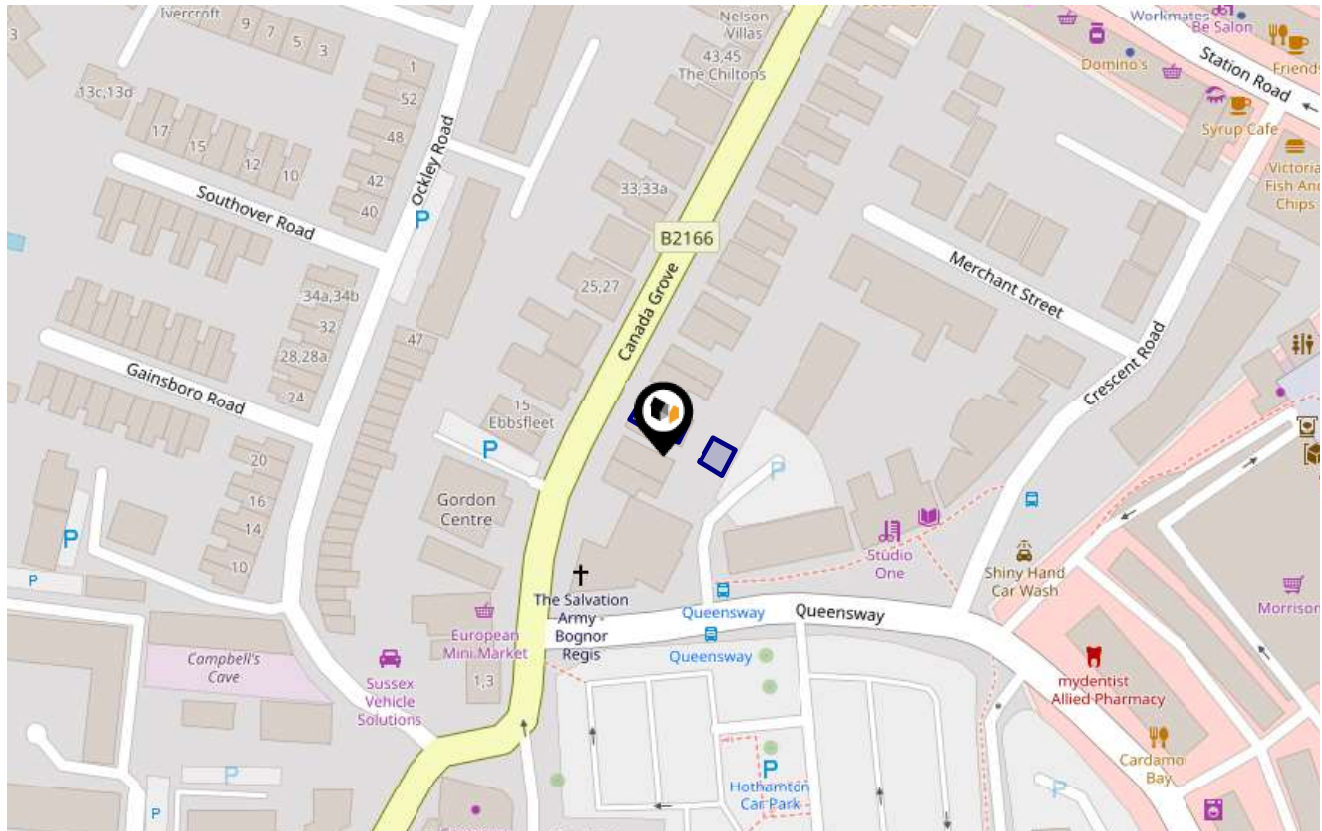 Ivercroft
9
7
5
3
3
13c,13d
17
15
12
10
1
52
48
42
40
Southover Road
Ockley Road
P
Nelson
Villas
43,45
The Chiltons
33,33a
B2166
25,27
Canada Grove
Workmates
Be Salon
Domino's
Station Road
Friends
Syrup Cafe
Victoria
Fish And
Chips
Merchant Street
Crescent Road
34a,34b
32
28,28a
24
47
Gainsboro Road
15
Ebbsfleet
P
Gordon
Centre
20
16
14
10
P
P
P
Studio
One
Shiny Hand
Car Wash
Morrison
The Salvation
Army -
Bognor
Regis
European
Mini Market
1,3
Queensway
Queensway
Queensway
Campbell's
Cave
Sussex
Vehicle
Solutions
mydentist
Allied Pharmacy
Cardamo
Bay
P
Hothamton
Car Park
P
P
P